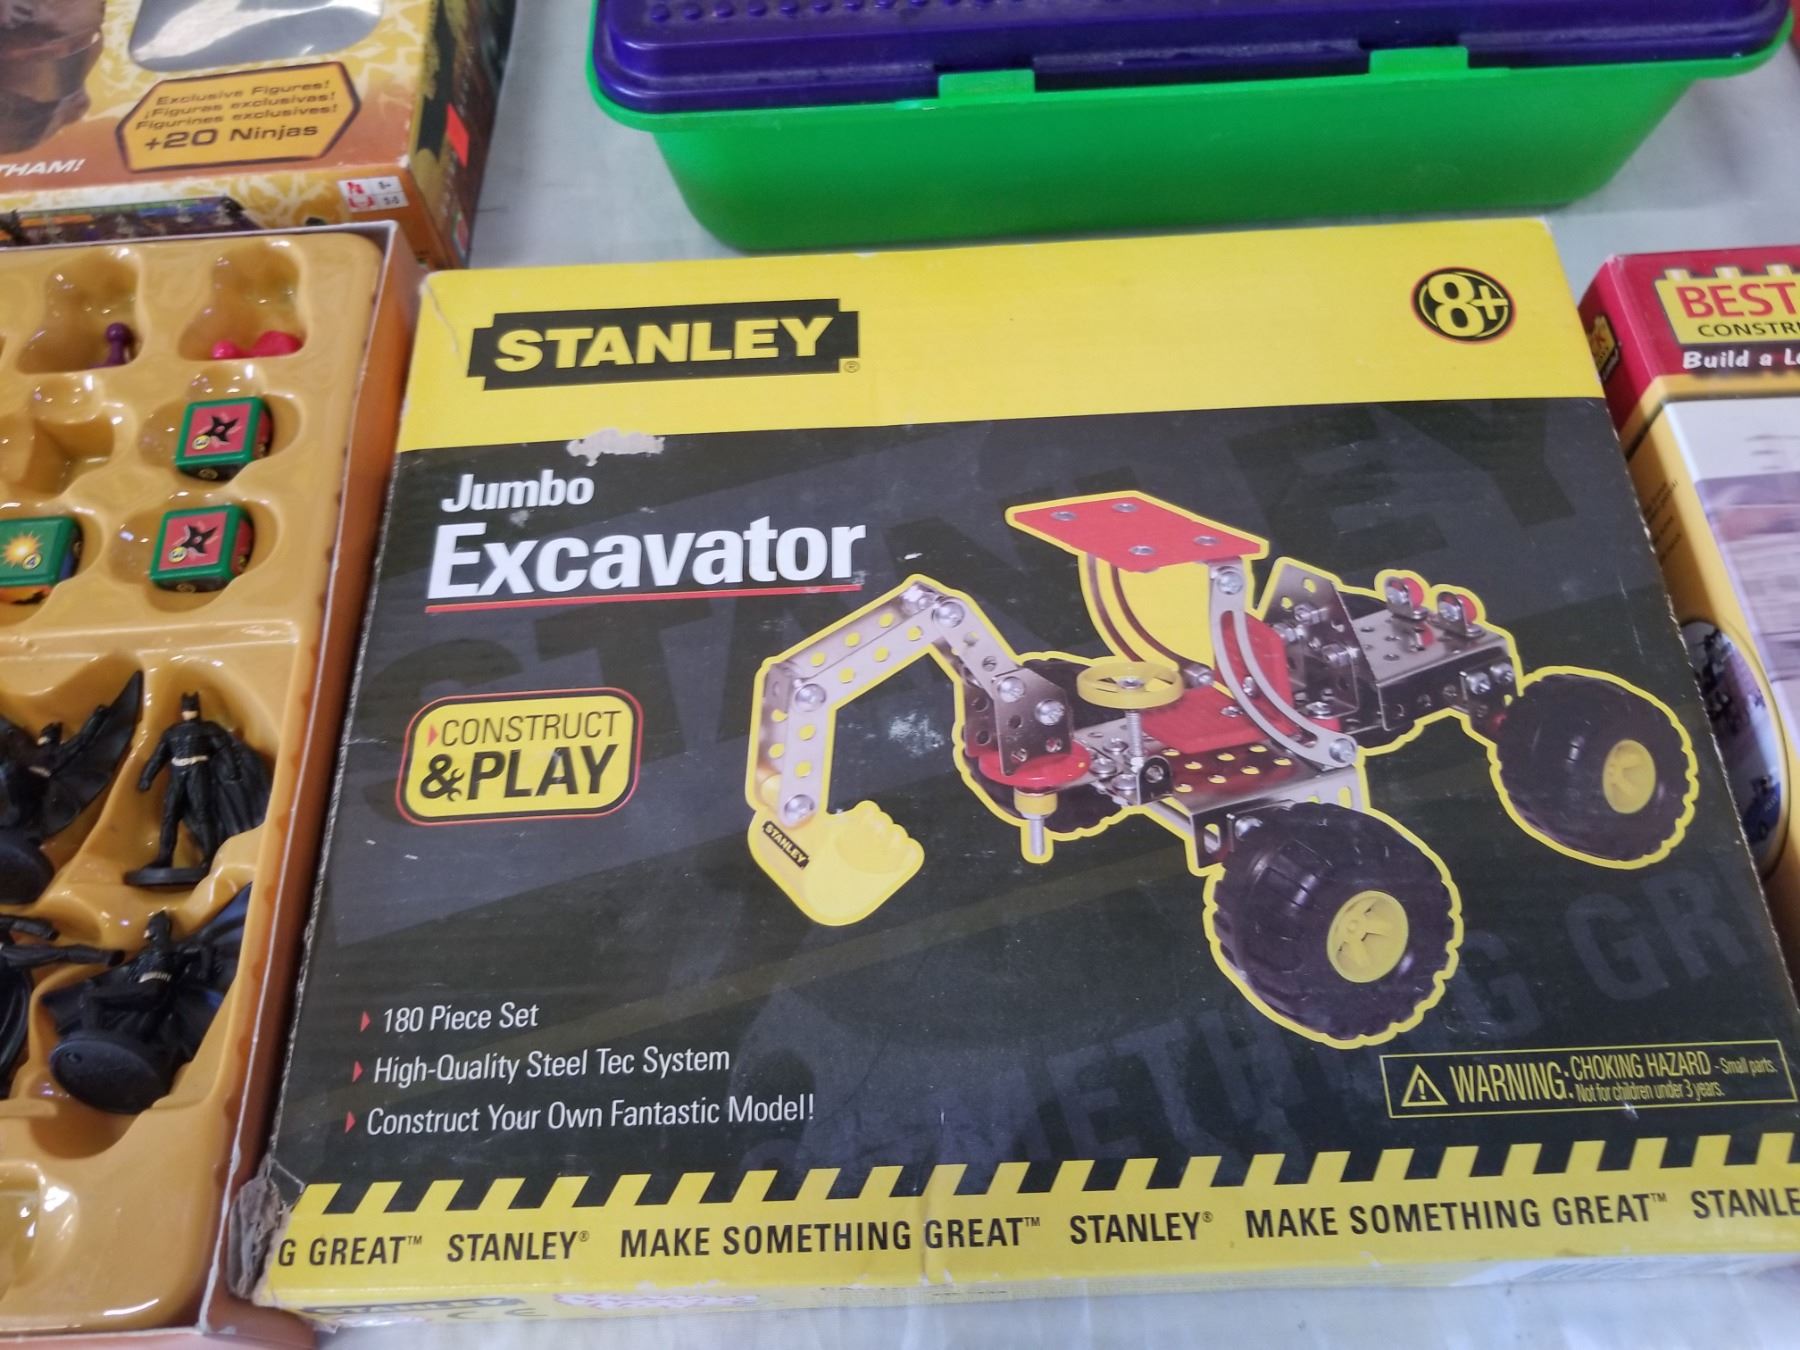 Exclusive Figures!
¡Figuras exclusivas!
Figurines exclusives!
+20 Ninjas
THAM!
STANLEY®
8+
Jumbo
Excavator
CONSTRUCT
& PLAY
STANLEY
180 Piece Set
High-Quality Steel Tec System
Construct Your Own Fantastic Model!
WARNING: CHOKING HAZARD - Small parts.
Not for children under 3 years.
G GREAT™ STANLEY® MAKE SOMETHING GREAT™ STANLEY® MAKE SOMETHING GREAT™ STANLE
BEST
CONSTR
Build a L